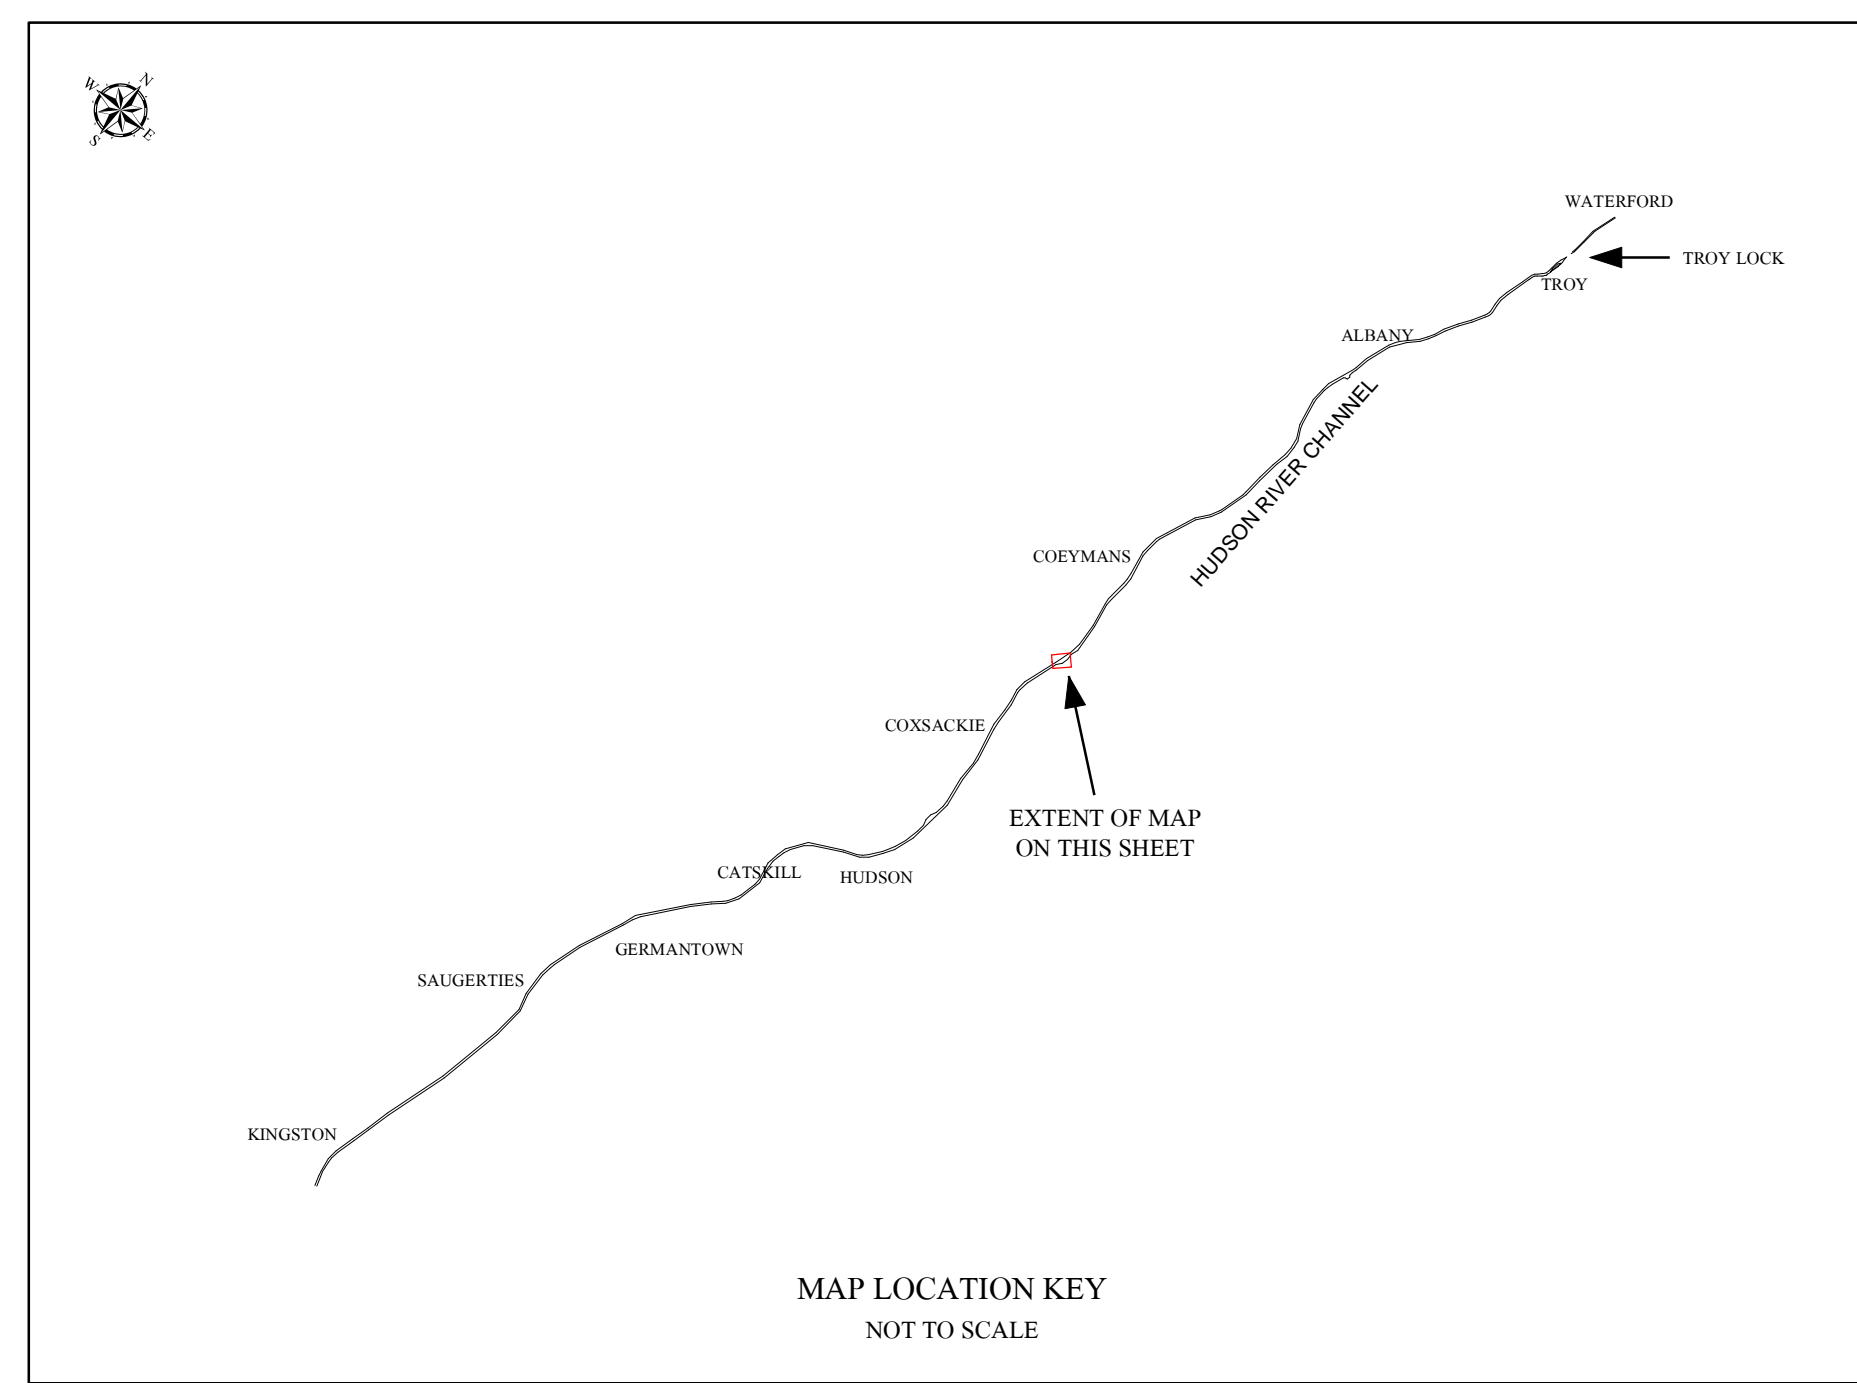 W N
S E
WATERFORD
TROY LOCK
TROY
ALBANY
HUDSON RIVER CHANNEL
COEYMANS
COXSACKIE
EXTENT OF MAP
ON THIS SHEET
CATSKILL
HUDSON
GERMANTOWN
SAUGERTIES
KINGSTON
MAP LOCATION KEY
NOT TO SCALE